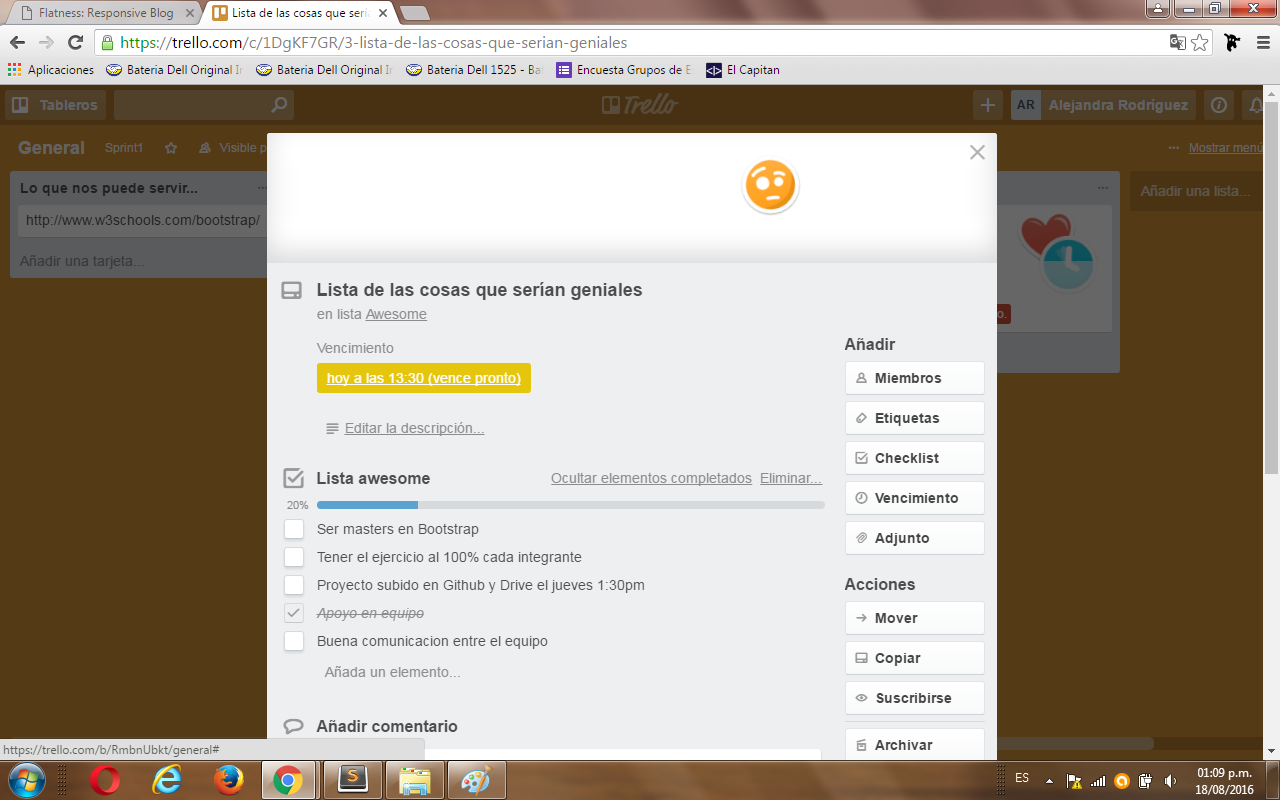 Flatness: Responsive Blog
Lista de las cosas que serí
https://trello.com/c/1DgKF7GR/3-lista-de-las-cosas-que-serian-geniales
Aplicaciones
Bateria Dell Original In
Bateria Dell Original In
Bateria Dell 1525 - Bat
Encuesta Grupos de E
El Capitan
Tableros
Trello
AR
Alejandra Rodríguez
General
Sprint1
Visible p
Mostrar menú
Lo que nos puede servir...
http://www.w3schools.com/bootstrap/
Añadir una tarjeta...
Añadir una lista...
o.
Lista de las cosas que serían geniales
en lista Awesome
Vencimiento
hoy a las 13:30 (vence pronto)
Editar la descripción...
Lista awesome
Ocultar elementos completados
Eliminar...
20%
Ser masters en Bootstrap
Tener el ejercicio al 100% cada integrante
Proyecto subido en Github y Drive el jueves 1:30pm
Apoyo en equipo
Buena comunicacion entre el equipo
Añada un elemento...
Añadir comentario
Añadir
Miembros
Etiquetas
Checklist
Vencimiento
Adjunto
Acciones
Mover
Copiar
Suscribirse
Archivar
https://trello.com/b/RmbnUbkt/general#
ES
01:09 p.m.
18/08/2016